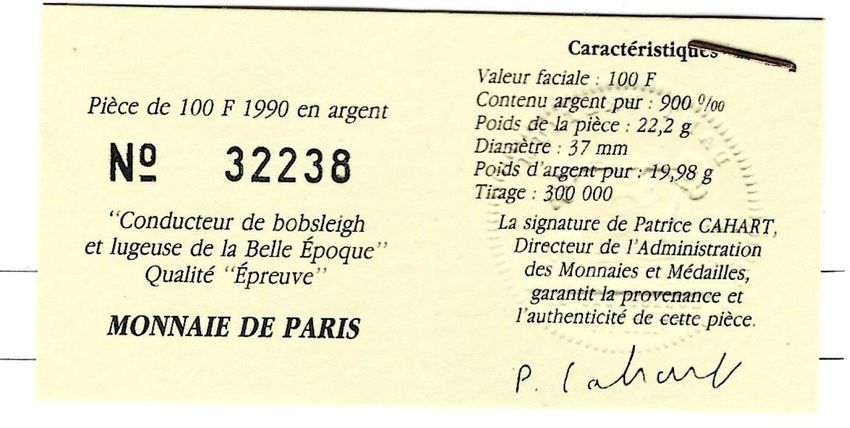 Pièce de 100 F 1990 en argent
Nº 32238
"Conducteur de bobsleigh
et lugeuse de la Belle Époque"
Qualité "Épreuve"
MONNAIE DE PARIS
Caractéristiques
Valeur faciale : 100 F
Contenu argent pur : 900 ‰
Poids de la pièce : 22,2 g
Diamètre : 37 mm
Poids d'argent pur : 19,98 g
Tirage : 300 000
La signature de Patrice CAHART,
Directeur de l'Administration
des Monnaies et Médailles,
garantit la provenance et
l'authenticité de cette pièce.
P. Cahart